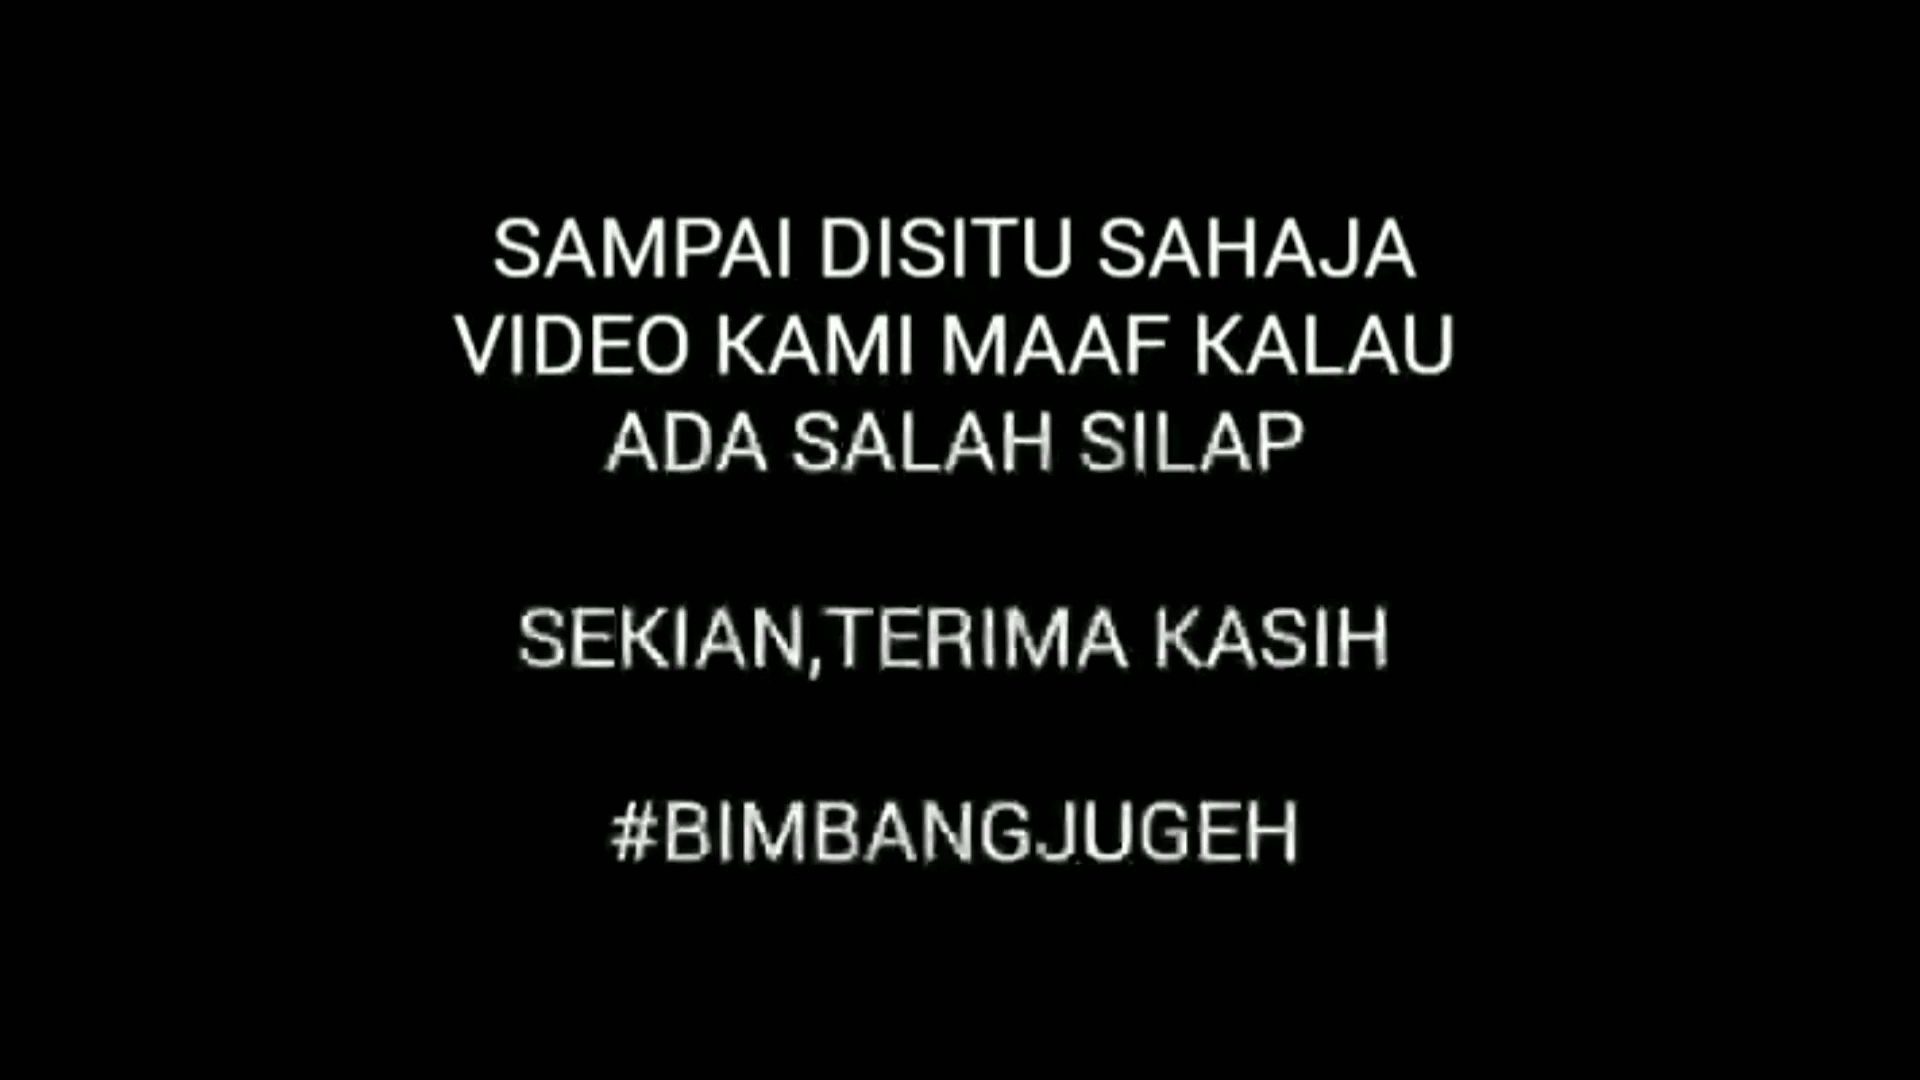 SAMPAI DISITU SAHAJA
VIDEO KAMI MAAF KALAU
ADA SALAH SILAP
SEKIAN,TERIMA KASIH
#BIMBANGJUGEH